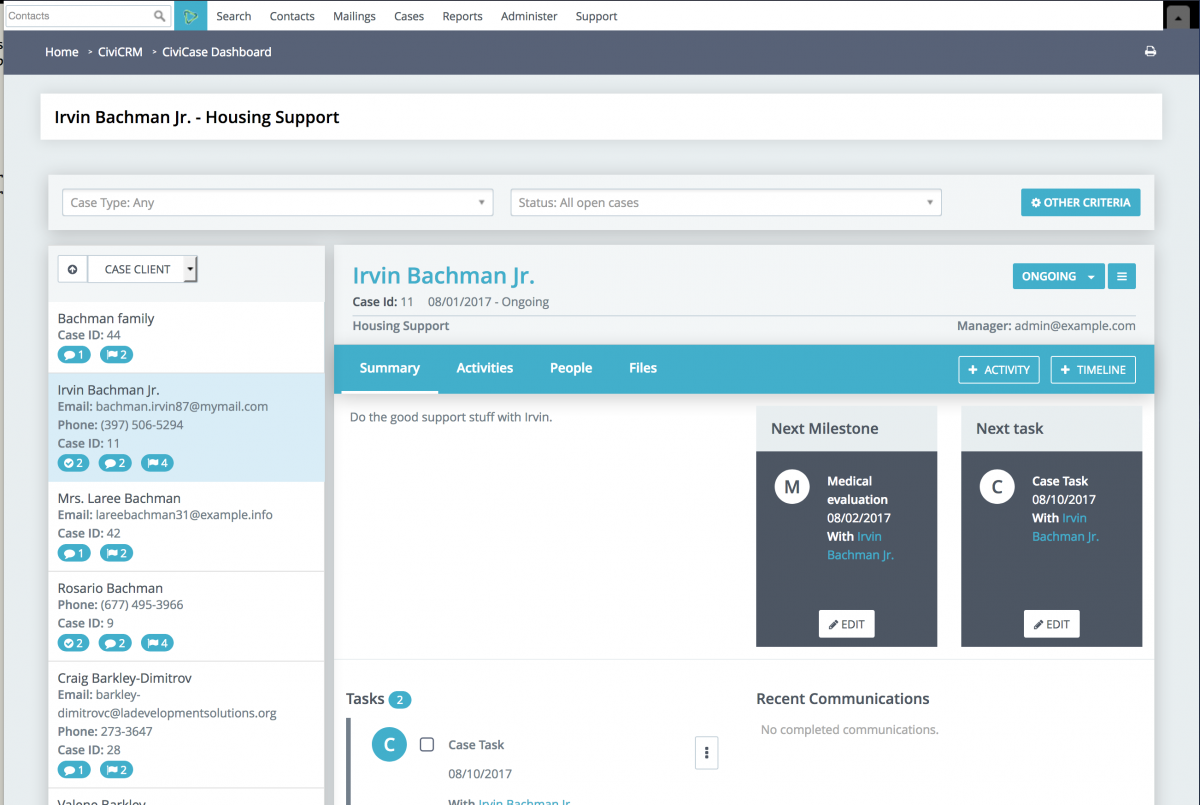 Contacts
Search Contacts Mailings Cases Reports Administer Support
Home > CiviCRM > CiviCase Dashboard
Irvin Bachman Jr. - Housing Support
Case Type: Any
Status: All open cases
OTHER CRITERIA
CASE CLIENT
Bachman family
Case ID: 44
1 2
Irvin Bachman Jr.
Email: bachman.irvin87@mymail.com
Phone: (397) 506-5294
Case ID: 11
2 2 4
Mrs. Laree Bachman
Email: lareebachman31@example.info
Case ID: 42
1 2
Rosario Bachman
Phone: (677) 495-3966
Case ID: 9
2 2 4
Craig Barkley-Dimitrov
Email: barkley-
dimitrovc@ladevelopmentsolutions.org
Phone: 273-3647
Case ID: 28
1 2
Valene Barkley
Irvin Bachman Jr.
ONGOING
Case Id: 11 08/01/2017 - Ongoing
Housing Support
Manager: admin@example.com
Summary Activities People Files
+ ACTIVITY
+ TIMELINE
Do the good support stuff with Irvin.
Next Milestone
M
Medical
evaluation
08/02/2017
With Irvin
Bachman Jr.
EDIT
Next task
C
Case Task
08/10/2017
With Irvin
Bachman Jr.
EDIT
Tasks 2
C
Case Task
08/10/2017
With Irvin Bachman Jr.
Recent Communications
No completed communications.